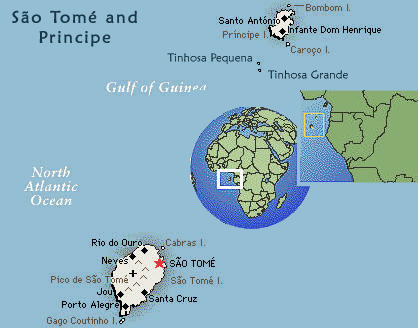 São Tomé and
Principe
Bombom I.
Santo António
Infante Dom Henrique
Príncipe I.
Caroço I.
Tinhosa Pequena
Tinhosa Grande
Gulf of Guinea
North
Atlantic
Ocean
Rio do Ouro
Cabras I.
Neves
SÃO TOMÉ
Pico de São Tomé
São Tomé I.
Jou
Santa Cruz
Porto Alegre
Gago Coutinho I.